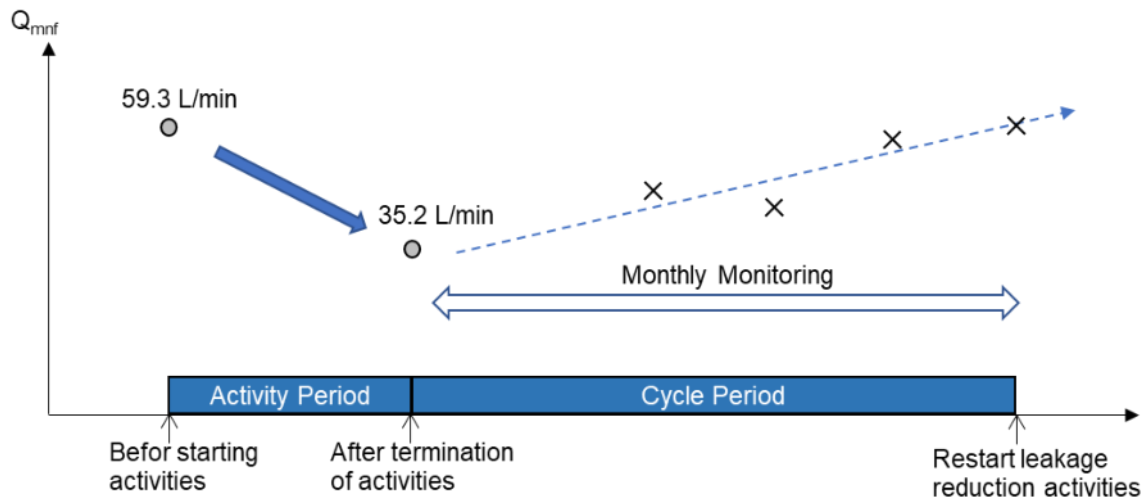 Qmnf
59.3 L/min
35.2 L/min
Monthly Monitoring
Activity Period
Cycle Period
Befor starting
activities
After termination
of activities
Restart leakage
reduction activities